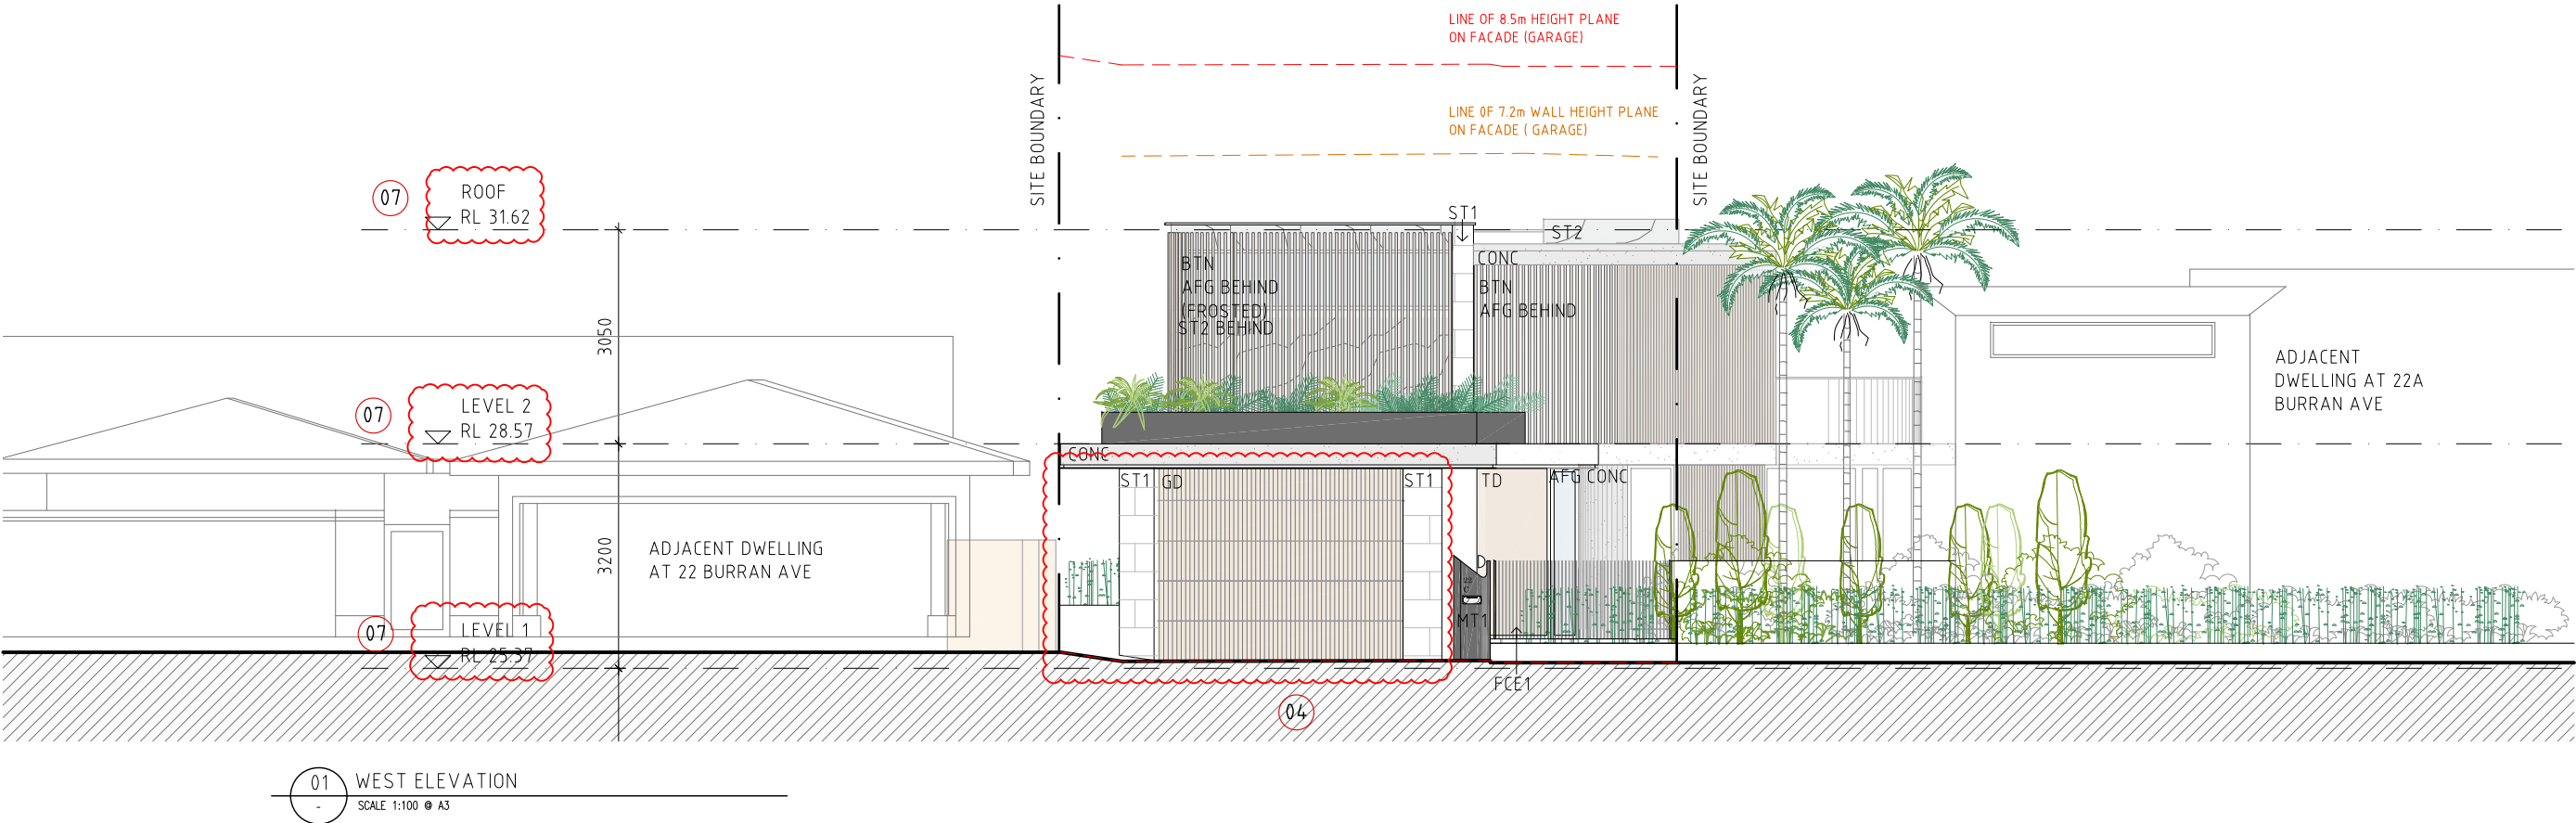 LINE OF 8.5m HEIGHT PLANE
ON FACADE (GARAGE)
SITE BOUNDARY
SITE BOUNDARY
LINE OF 7.2m WALL HEIGHT PLANE
ON FACADE ( GARAGE)
07
ROOF
RL 31.62
ST1
ST2
CONC
BTN
AFG BEHIND
(FROSTED)
ST2 BEHIND
BTN
AFG BEHIND
3050
07
LEVEL 2
RL 28.57
ADJACENT
DWELLING AT 22A
BURRAN AVE
CONC
ST1
GD
ST1
TD
AFG CONC
3200
ADJACENT DWELLING
AT 22 BURRAN AVE
22
MT1
07
LEVEL 1
RL 25.37
FCE1
04
01
-
WEST ELEVATION
SCALE 1:100 @ A3